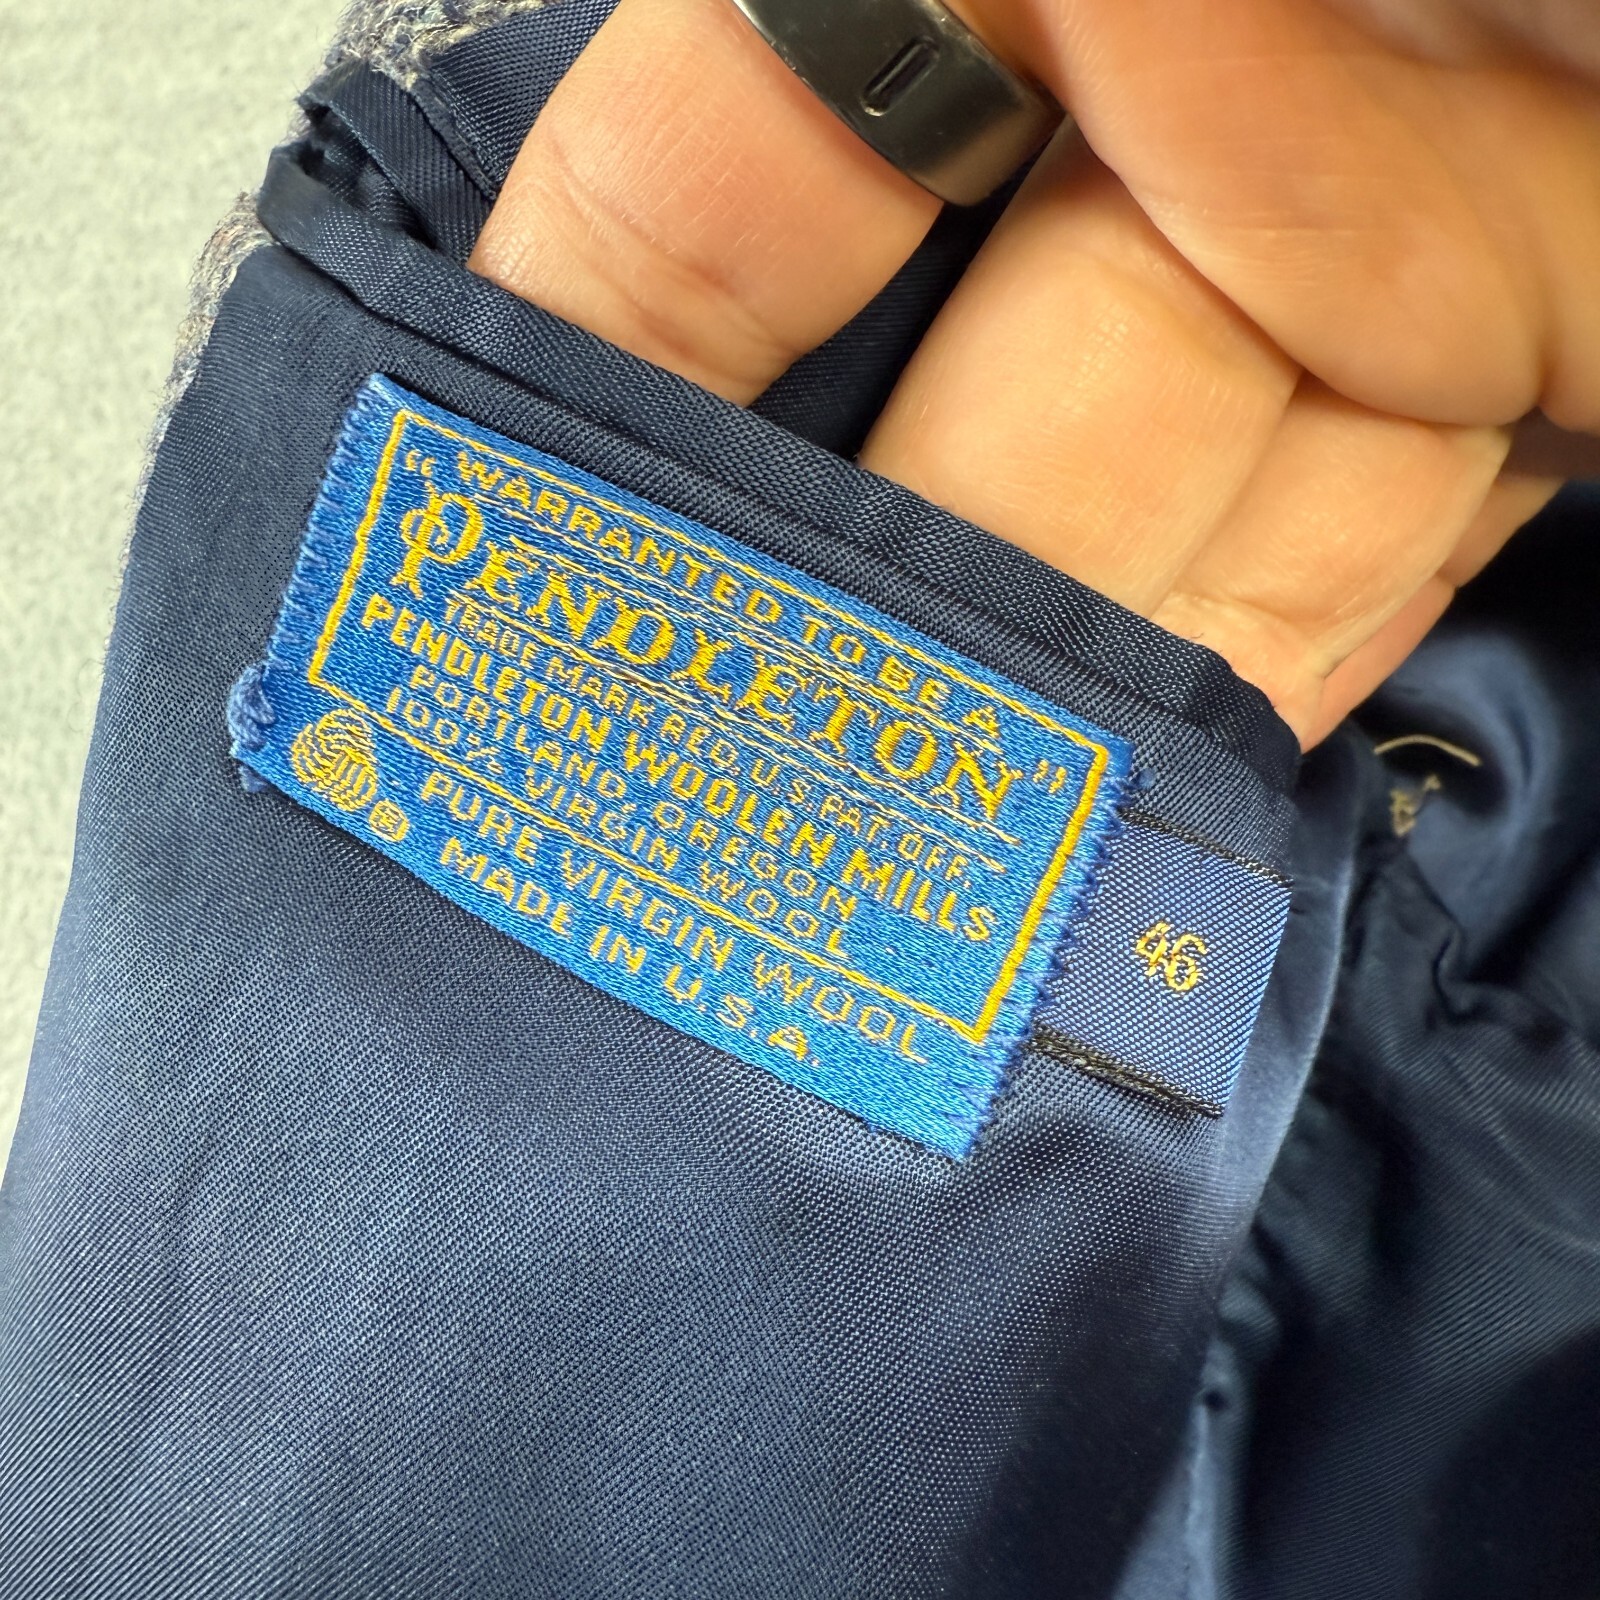 "WARRANTED TO BE A
PENDLETON"
TRADE MARK REG. U.S. PAT. OFF.
PENDLETON WOOLEN MILLS
PORTLAND, OREGON
100% VIRGIN WOOL
PURE VIRGIN WOOL
MADE IN U.S.A.
46